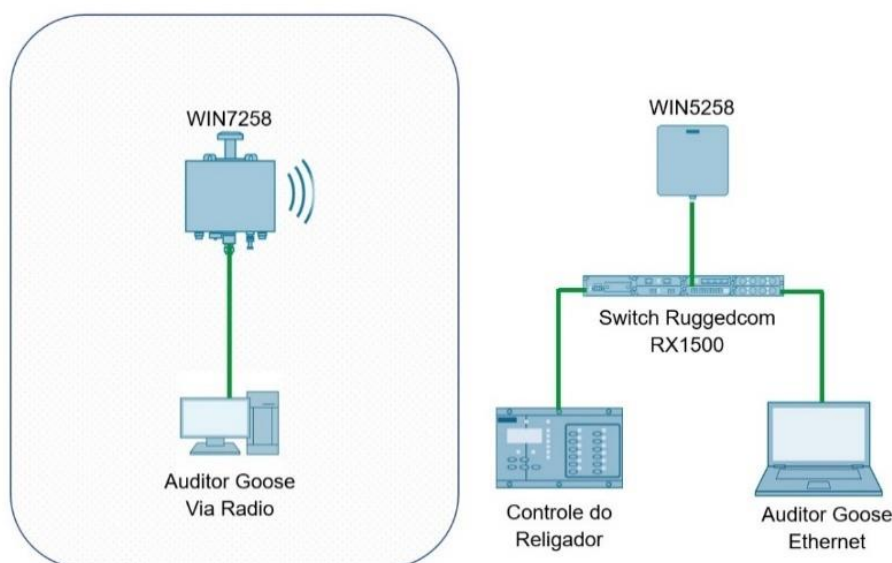 WIN7258
Auditor Goose
Via Radio
WIN5258
Switch Ruggedcom
RX1500
Controle do
Religador
Auditor Goose
Ethernet